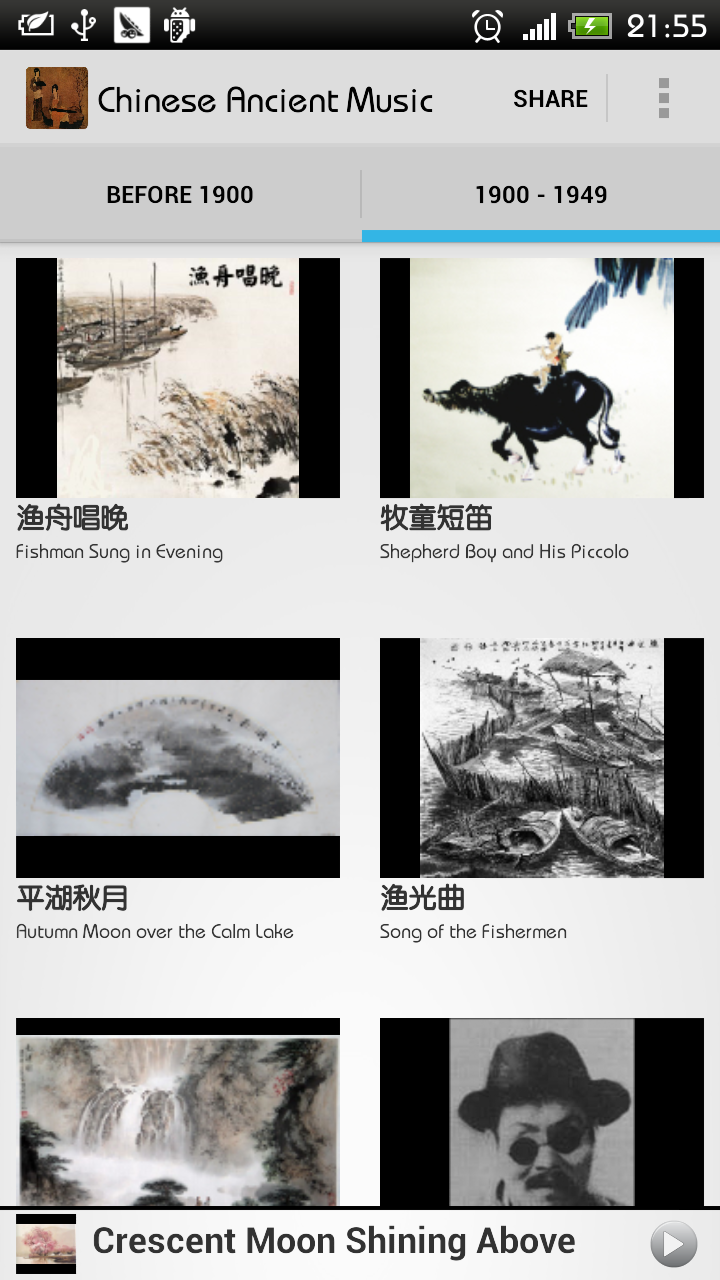 21:55
Chinese Ancient Music
SHARE
BEFORE 1900
1900 - 1949
漁舟唱晚
渔舟唱晚
Fishman Sung in Evening
牧童短笛
Shepherd Boy and His Piccolo
平湖秋月
Autumn Moon over the Calm Lake
渔光曲
Song of the Fishermen
Crescent Moon Shining Above